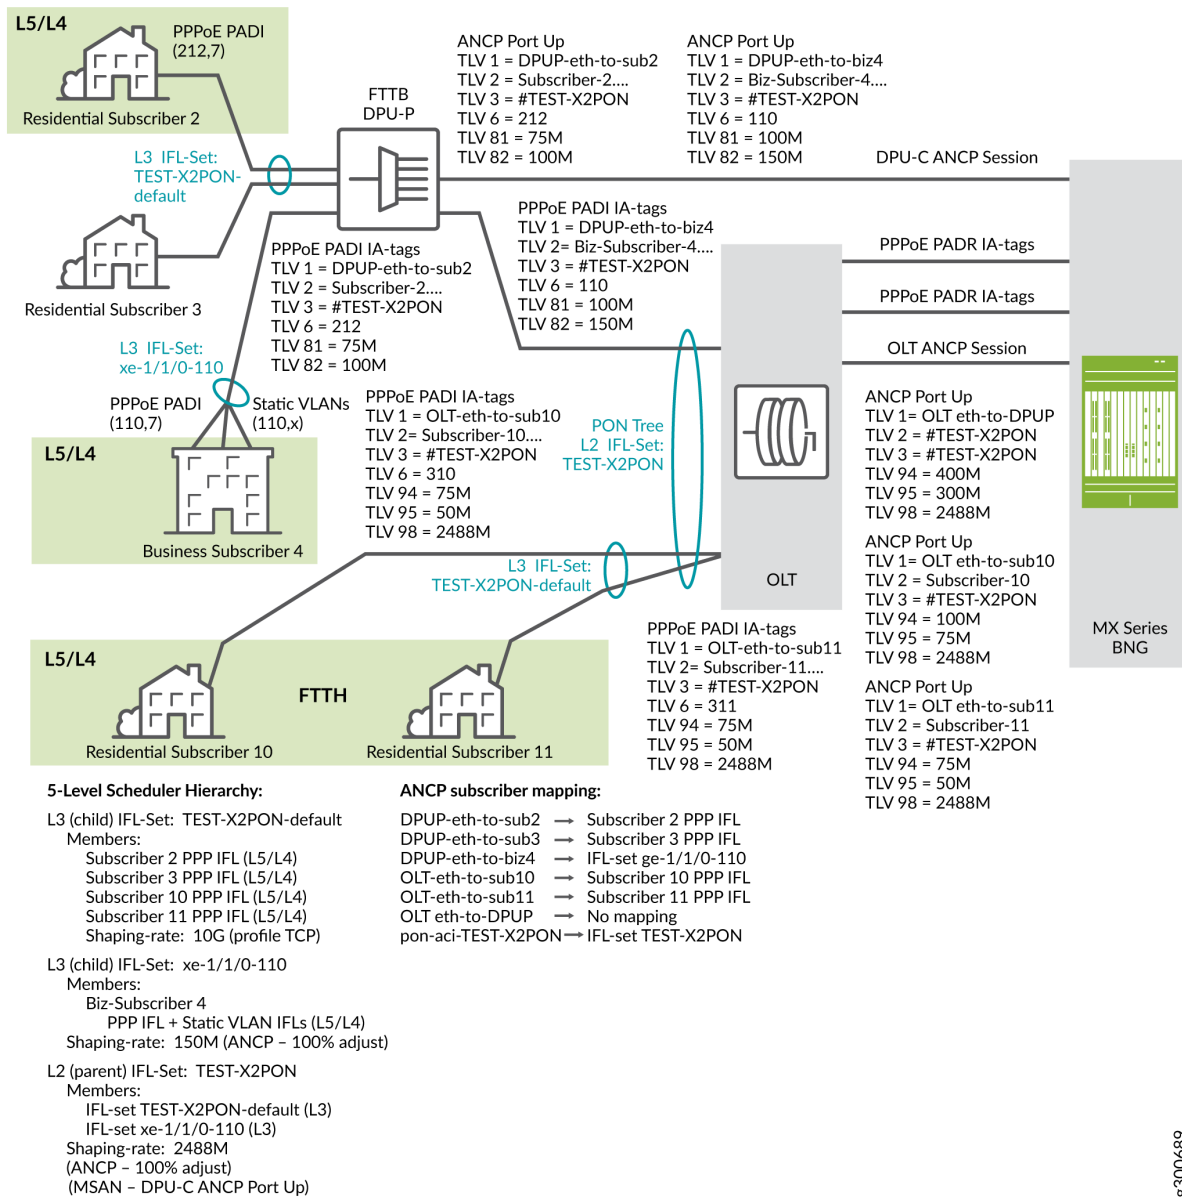 L5/L4
PPPoE PADI
(212,7)
Residential Subscriber 2
FTTB
DPU-P
ANCP Port Up
TLV 1 = DPUP-eth-to-sub2
TLV 2 = Subscriber-2....
TLV 3 = #TEST-X2PON
TLV 6 = 212
TLV 81 = 75M
TLV 82 = 100M
ANCP Port Up
TLV 1 = DPUP-eth-to-biz4
TLV 2 = Biz-Subscriber-4....
TLV 3 = #TEST-X2PON
TLV 6 = 110
TLV 81 = 100M
TLV 82 = 150M
DPU-C ANCP Session
L3 IFL-Set:
TEST-X2PON-
default
Residential Subscriber 3
PPPoE PADI IA-tags
TLV 1 = DPUP-eth-to-sub2
TLV 2 = Subscriber-2....
TLV 3 = #TEST-X2PON
TLV 6 = 212
TLV 81 = 75M
TLV 82 = 100M
PPPoE PADI IA-tags
TLV 1 = DPUP-eth-to-biz4
TLV 2= Biz-Subscriber-4....
TLV 3 = #TEST-X2PON
TLV 6 = 110
TLV 81 = 100M
TLV 82 = 150M
PPPoE PADR IA-tags
PPPoE PADR IA-tags
OLT ANCP Session
L3 IFL-Set:
xe-1/1/0-110
PPPoE PADI
(110,7)
Static VLANs
(110,x)
L5/L4
Business Subscriber 4
PPPoE PADI IA-tags
TLV 1 = OLT-eth-to-sub10
TLV 2= Subscriber-10....
TLV 3 = #TEST-X2PON
TLV 6 = 310
TLV 94 = 75M
TLV 95 = 50M
TLV 98 = 2488M
PON Tree
L2 IFL-Set:
TEST-X2PON
L3 IFL-Set:
TEST-X2PON-default
OLT
ANCP Port Up
TLV 1= OLT eth-to-DPUP
TLV 2 = #TEST-X2PON
TLV 3 = #TEST-X2PON
TLV 94 = 400M
TLV 95 = 300M
TLV 98 = 2488M
ANCP Port Up
TLV 1= OLT eth-to-sub10
TLV 2 = Subscriber-10
TLV 3 = #TEST-X2PON
TLV 94 = 100M
TLV 95 = 75M
TLV 98 = 2488M
ANCP Port Up
TLV 1= OLT eth-to-sub11
TLV 2 = Subscriber-11
TLV 3 = #TEST-X2PON
TLV 94 = 75M
TLV 95 = 50M
TLV 98 = 2488M
MX Series
BNG
L5/L4
FTTH
Residential Subscriber 10
Residential Subscriber 11
PPPoE PADI IA-tags
TLV 1 = OLT-eth-to-sub11
TLV 2= Subscriber-11....
TLV 3 = #TEST-X2PON
TLV 6 = 311
TLV 94 = 75M
TLV 95 = 50M
TLV 98 = 2488M
5-Level Scheduler Hierarchy:
L3 (child) IFL-Set: TEST-X2PON-default
Members:
Subscriber 2 PPP IFL (L5/L4)
Subscriber 3 PPP IFL (L5/L4)
Subscriber 10 PPP IFL (L5/L4)
Subscriber 11 PPP IFL (L5/L4)
Shaping-rate: 10G (profile TCP)
L3 (child) IFL-Set: xe-1/1/0-110
Members:
Biz-Subscriber 4
PPP IFL + Static VLAN IFLs (L5/L4)
Shaping-rate: 150M (ANCP – 100% adjust)
L2 (parent) IFL-Set: TEST-X2PON
Members:
IFL-set TEST-X2PON-default (L3)
IFL-set xe-1/1/0-110 (L3)
Shaping-rate: 2488M
(ANCP – 100% adjust)
(MSAN – DPU-C ANCP Port Up)
ANCP subscriber mapping:
DPUP-eth-to-sub2 → Subscriber 2 PPP IFL
DPUP-eth-to-sub3 → Subscriber 3 PPP IFL
DPUP-eth-to-biz4 → IFL-set ge-1/1/0-110
OLT-eth-to-sub10 → Subscriber 10 PPP IFL
OLT-eth-to-sub11 → Subscriber 11 PPP IFL
OLT eth-to-DPUP → No mapping
pon-aci-TEST-X2PON → IFL-set TEST-X2PON
g300689